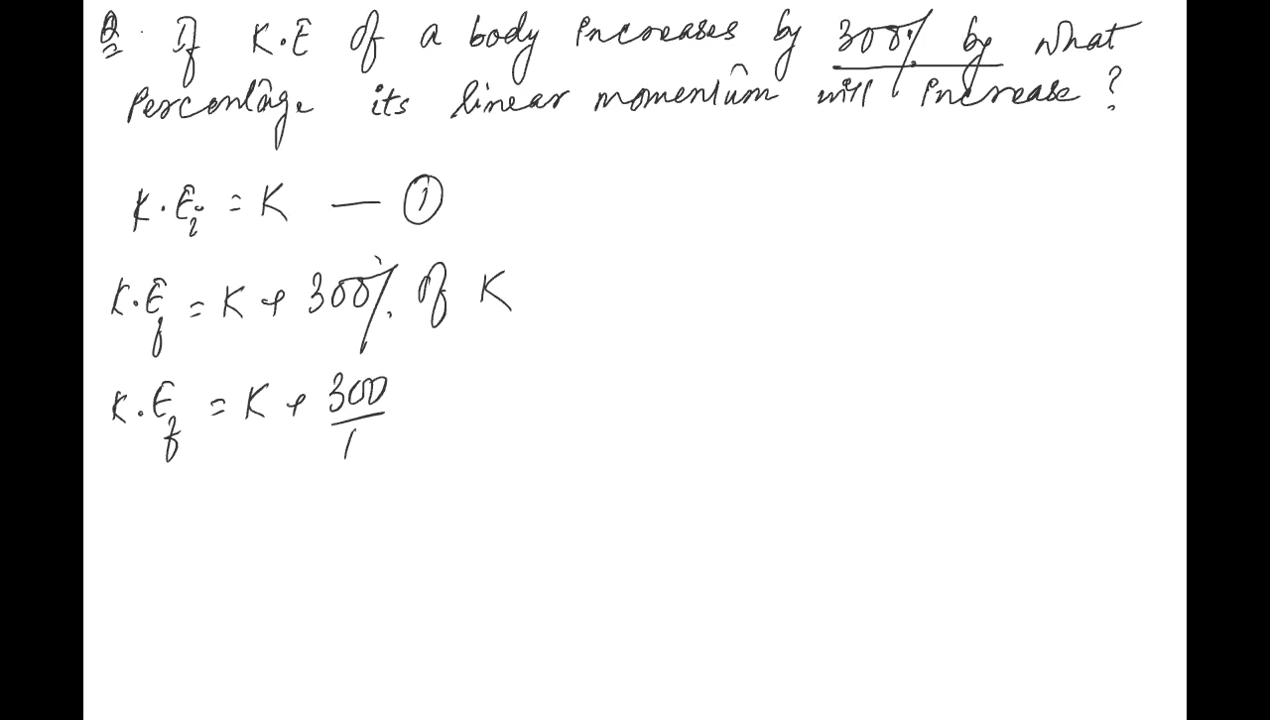 Q. If K.E of a body increases by 300% by what
Percentage its linear momentum will increase?
K.Ei = K — ①
K.Ef = K + 300% of K
K.Ef = K + 300/1